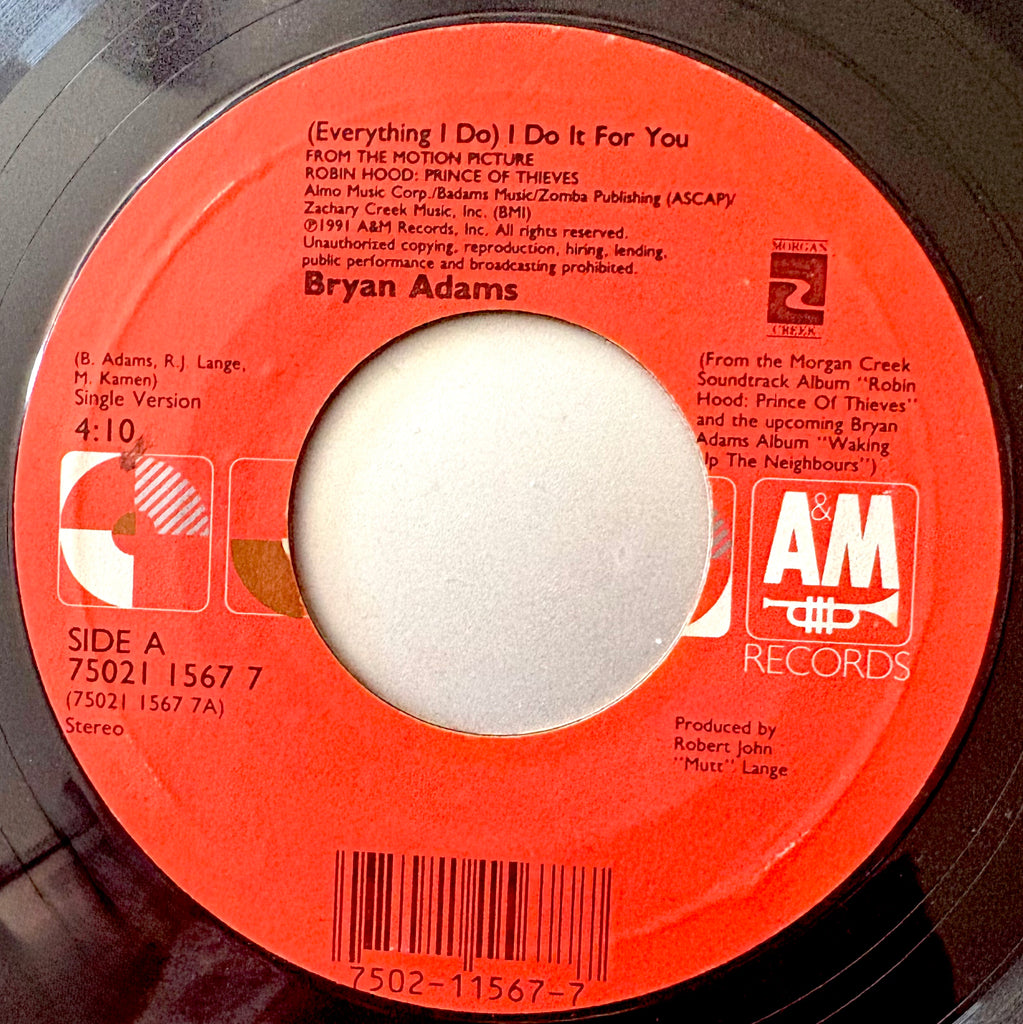 (Everything I Do) I Do It For You
FROM THE MOTION PICTURE
ROBIN HOOD: PRINCE OF THIEVES
Almo Music Corp./Badams Music/Zomba Publishing (ASCAP)/
Zachary Creek Music, Inc. (BMI)
℗1991 A&M Records, Inc. All rights reserved.
Unauthorized copying, reproduction, hiring, lending,
public performance and broadcasting prohibited.
Bryan Adams
MORGAN
CREEK
(B. Adams, R.J. Lange,
M. Kamen)
Single Version
4:10
(From the Morgan Creek
Soundtrack Album "Robin
Hood: Prince Of Thieves"
and the upcoming Bryan
Adams Album "Waking
Up The Neighbours")
A&M
RECORDS
SIDE A
75021 1567 7
(75021 1567 7A)
Stereo
Produced by
Robert John
"Mutt" Lange
7502-11567-7